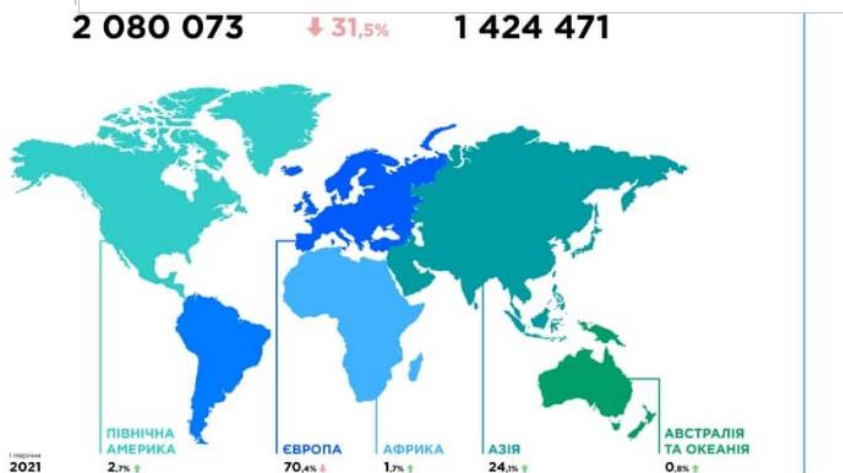 2 080 073 ↓ 31,5% 1 424 471
ПІВНІЧНА
АМЕРИКА
2,7% ↑
ЄВРОПА
70,4% ↓
АФРИКА
1,7% ↑
АЗІЯ
24,1% ↑
АВСТРАЛІЯ
ТА ОКЕАНІЯ
0,8% ↑
І півріччя
2021